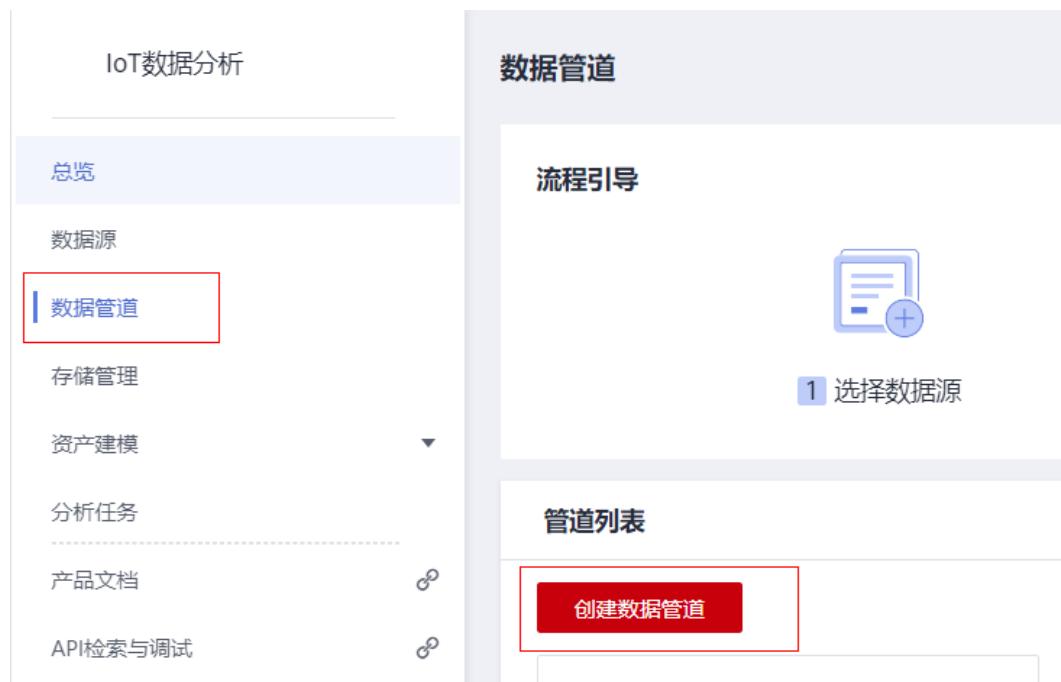 IoT数据分析
总览
数据源
数据管道
存储管理
资产建模
分析任务
产品文档
API检索与调试
数据管道
流程引导
1 选择数据源
管道列表
创建数据管道